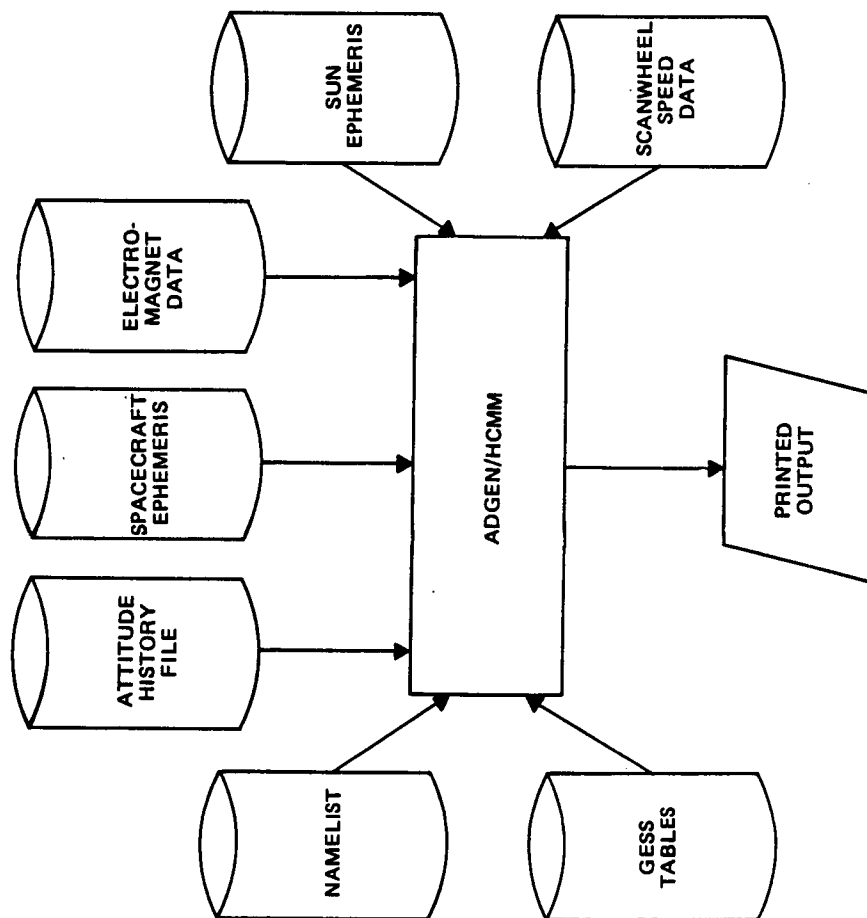 ATTITUDE
HISTORY
FILE
SPACECRAFT
EPHEMERIS
ELECTRO-
MAGNET
DATA
NAMELIST
SUN
EPHEMERIS
ADGEN/HCMM
GESS
TABLES
SCANWHEEL
SPEED
DATA
PRINTED
OUTPUT